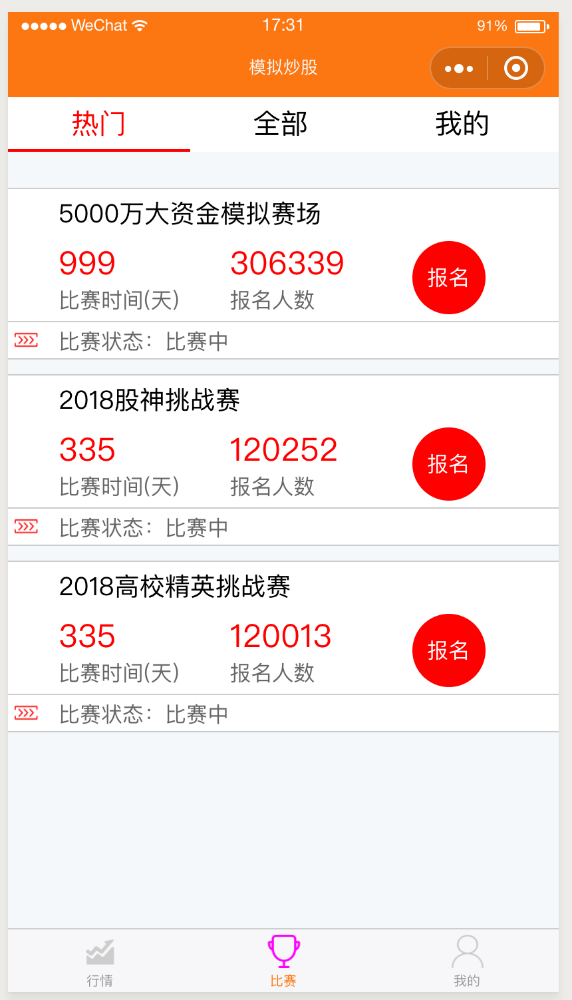 WeChat 17:31 91%
模拟炒股
热门 全部 我的
5000万大资金模拟赛场
999 306339
比赛时间(天) 报名人数 报名
比赛状态：比赛中
2018股神挑战赛
335 120252
比赛时间(天) 报名人数 报名
比赛状态：比赛中
2018高校精英挑战赛
335 120013
比赛时间(天) 报名人数 报名
比赛状态：比赛中
行情 比赛 我的